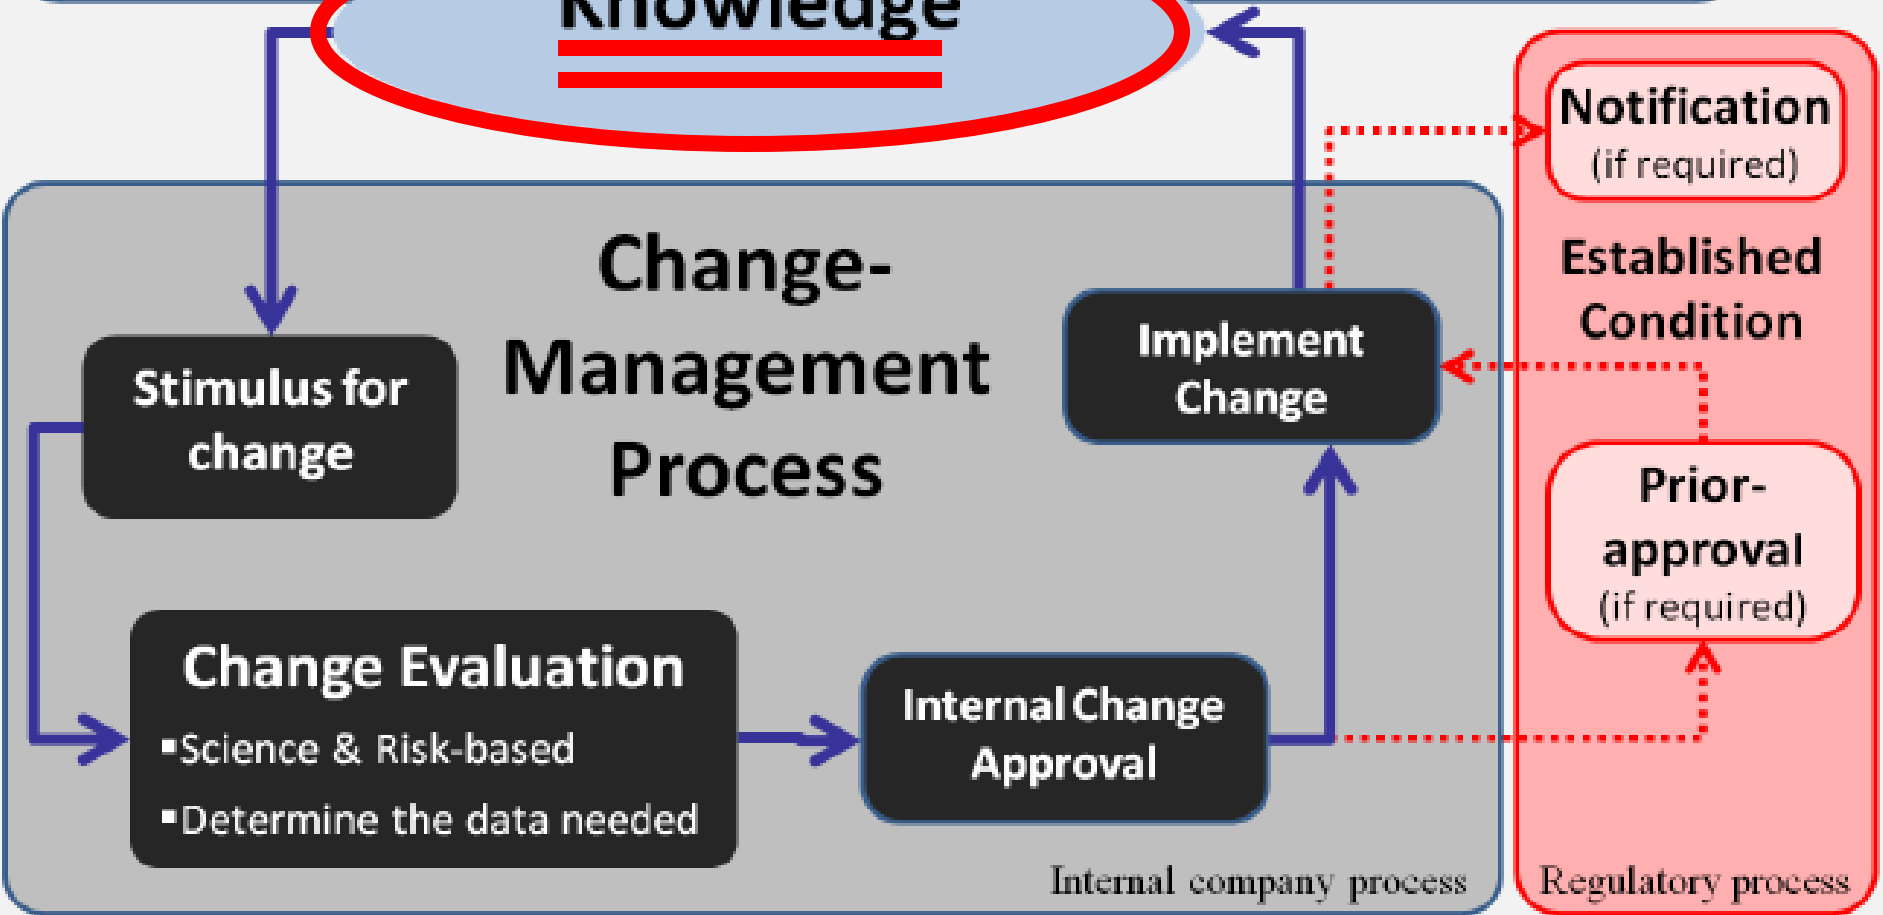 Knowledge
Notification
(if required)
Established
Condition
Change-
Management
Process
Implement
Change
Stimulus for
change
Prior-
approval
(if required)
Change Evaluation
▪Science & Risk-based
▪Determine the data needed
Internal Change
Approval
Internal company process
Regulatory process